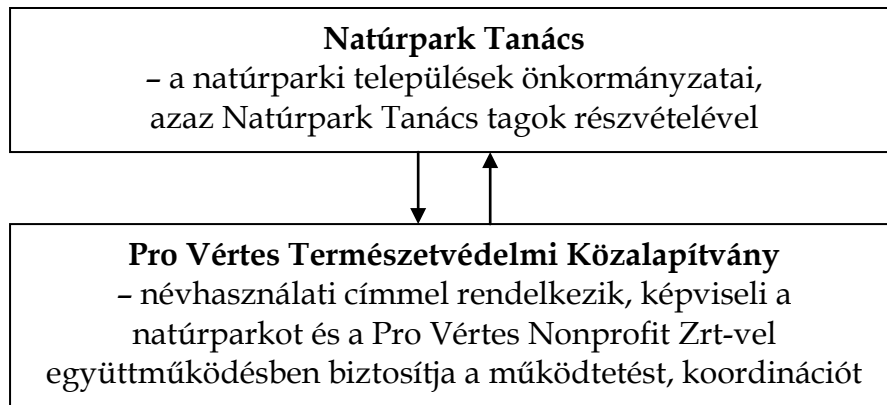 Natúrpark Tanács
– a natúrparki települések önkormányzatai,
azaz Natúrpark Tanács tagok részvételével
Pro Vértes Természetvédelmi Közalapítvány
– névhasználati címmel rendelkezik, képviseli a
natúrparkot és a Pro Vértes Nonprofit Zrt-vel
együttműködésben biztosítja a működtetést, koordinációt